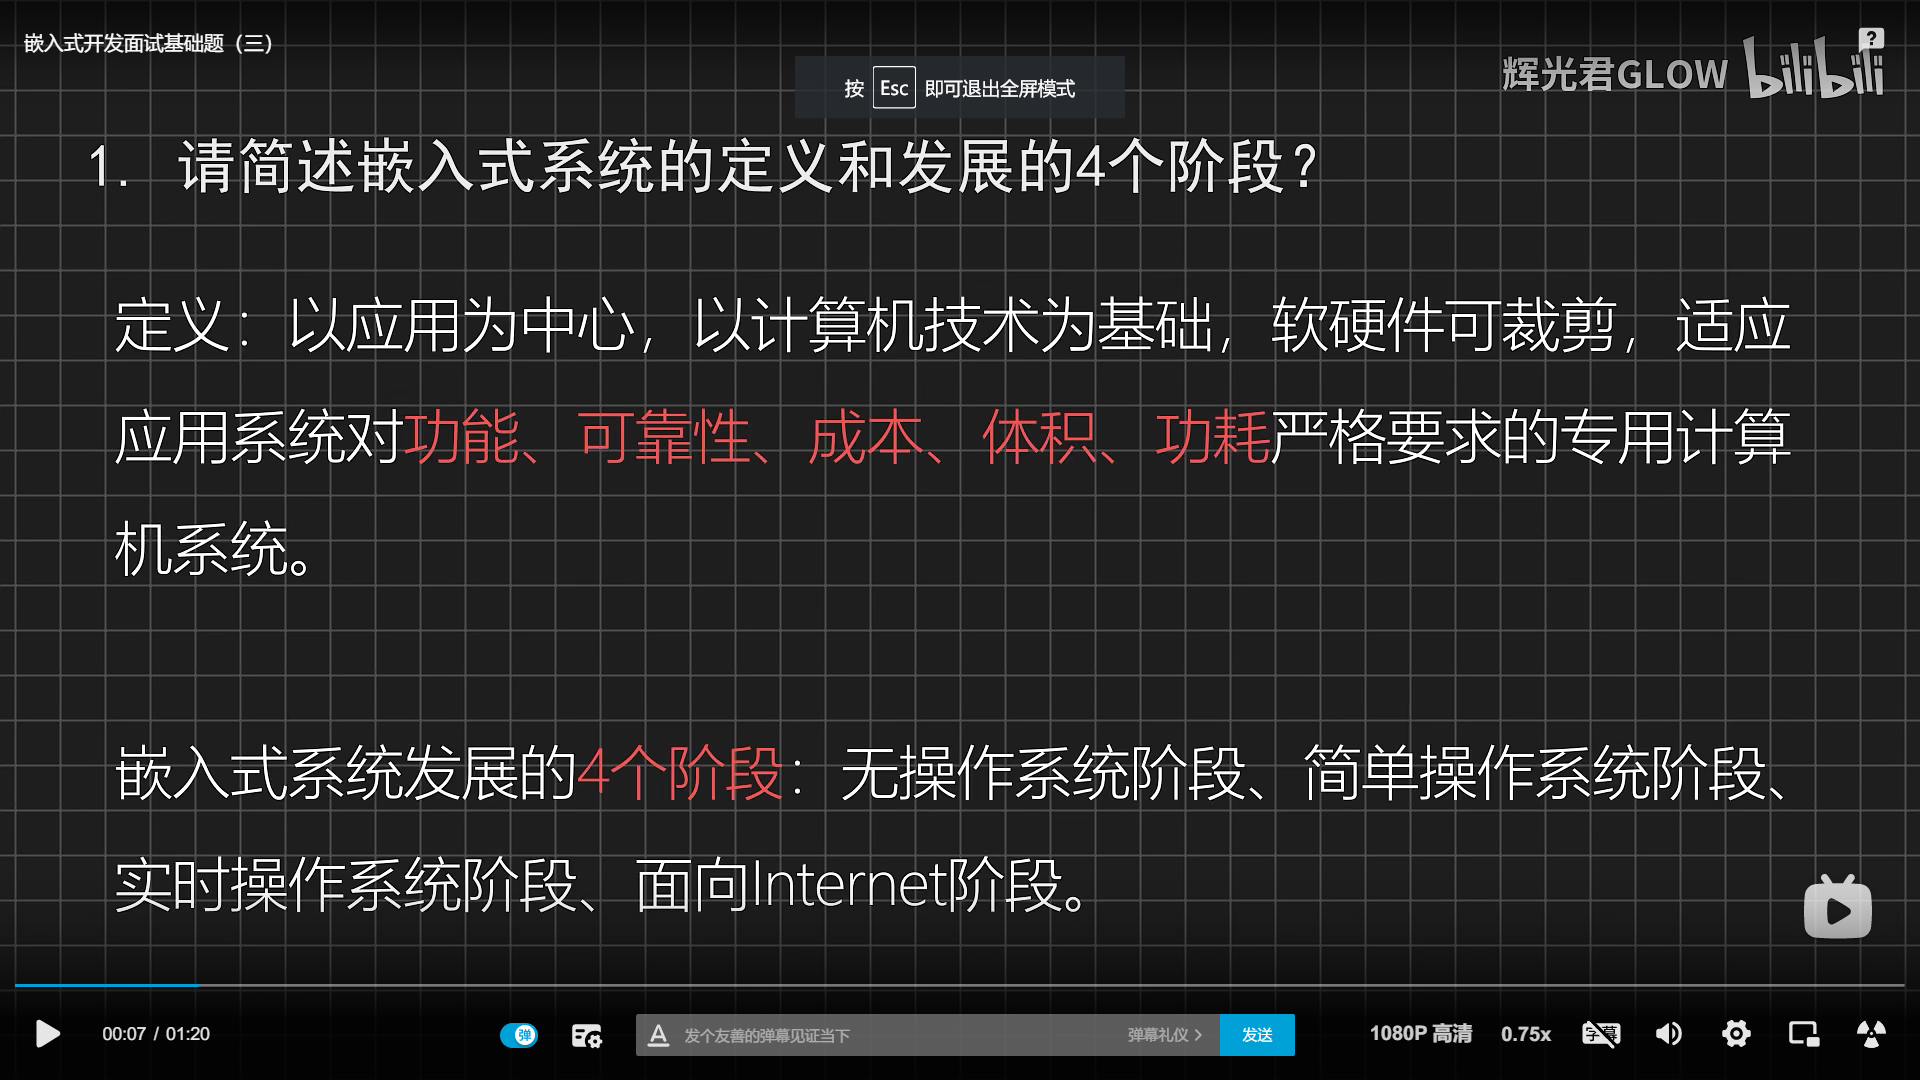 嵌入式开发面试基础题（三）
辉光君GLOW bilibili
?
按 Esc 即可退出全屏模式
1. 请简述嵌入式系统的定义和发展的4个阶段？
定义：以应用为中心，以计算机技术为基础，软硬件可裁剪，适应
应用系统对功能、可靠性、成本、体积、功耗严格要求的专用计算
机系统。
嵌入式系统发展的4个阶段：无操作系统阶段、简单操作系统阶段、
实时操作系统阶段、面向Internet阶段。
00:07 / 01:20
弹
A 发个友善的弹幕见证当下 弹幕礼仪 > 发送
1080P 高清 0.75x 字幕